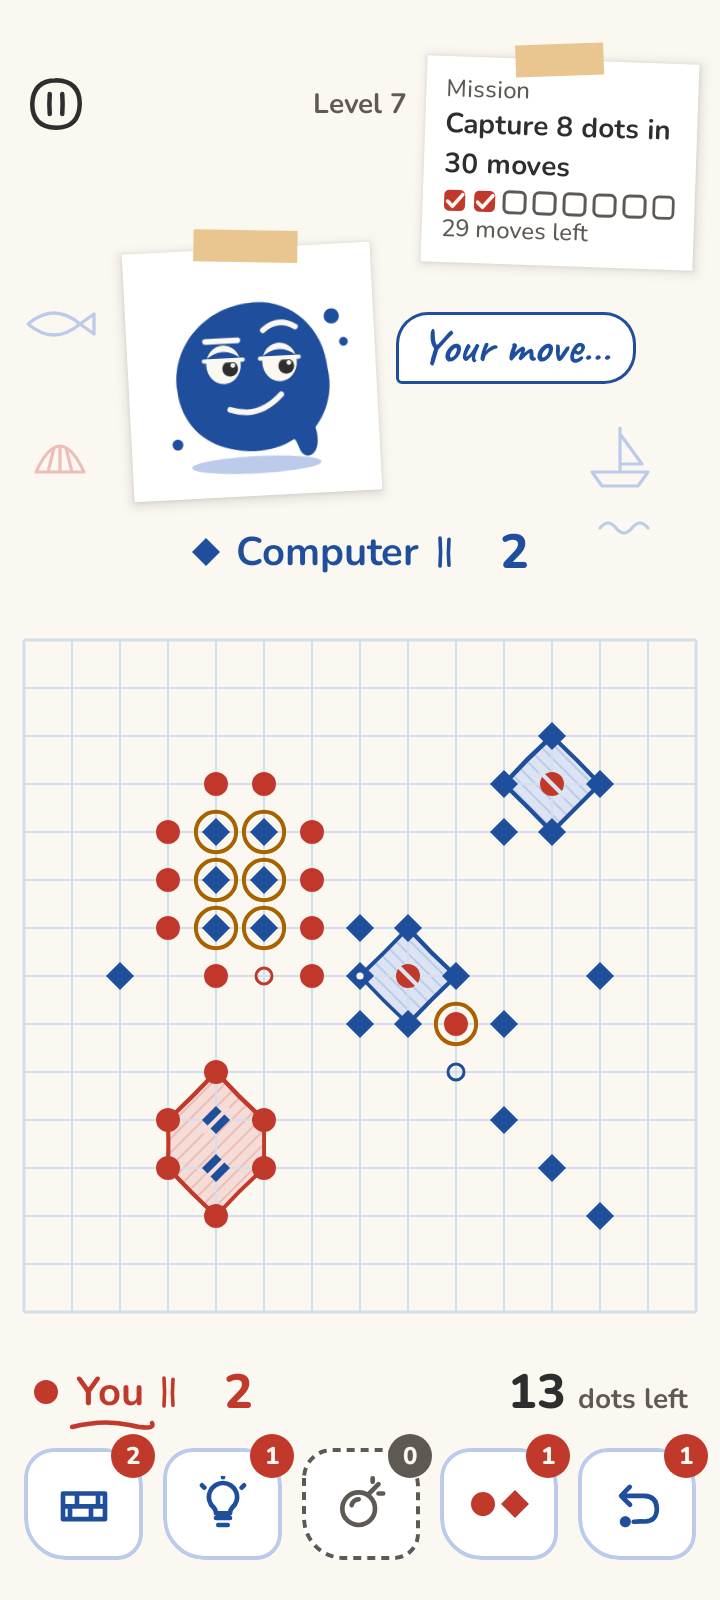 Level 7
Mission
Capture 8 dots in
30 moves
29 moves left
Your move...
Computer 2
You 2
13 dots left
2
1
0
1
1